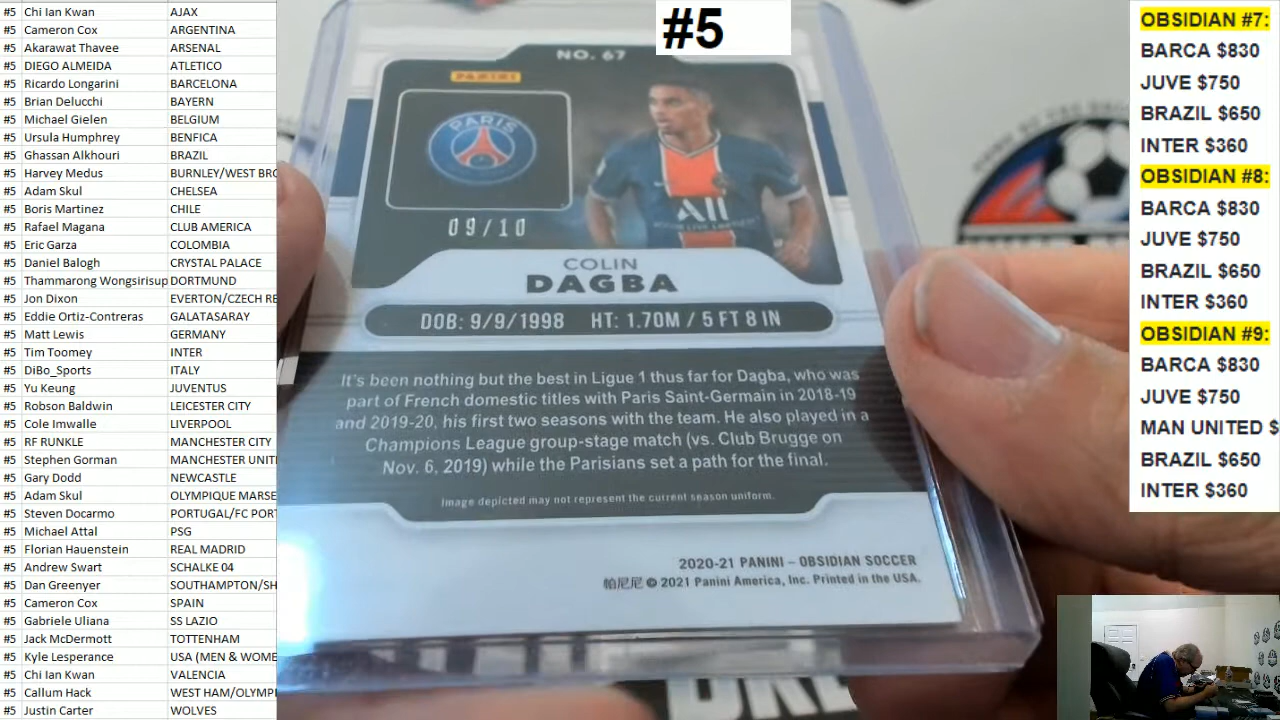 #5 Chi Ian Kwan AJAX
#5 Cameron Cox ARGENTINA
#5 Akarawat Thavee ARSENAL
#5 DIEGO ALMEIDA ATLETICO
#5 Ricardo Longarini BARCELONA
#5 Brian Delucchi BAYERN
#5 Michael Gielen BELGIUM
#5 Ursula Humphrey BENFICA
#5 Ghassan Alkhouri BRAZIL
#5 Harvey Medus BURNLEY/WEST BRO
#5 Adam Skul CHELSEA
#5 Boris Martinez CHILE
#5 Rafael Magana CLUB AMERICA
#5 Eric Garza COLOMBIA
#5 Daniel Balogh CRYSTAL PALACE
#5 Thammarong Wongsirisup DORTMUND
#5 Jon Dixon EVERTON/CZECH RE
#5 Eddie Ortiz-Contreras GALATASARAY
#5 Matt Lewis GERMANY
#5 Tim Toomey INTER
#5 DiBo_Sports ITALY
#5 Yu Keung JUVENTUS
#5 Robson Baldwin LEICESTER CITY
#5 Cole Imwalle LIVERPOOL
#5 RF RUNKLE MANCHESTER CITY
#5 Stephen Gorman MANCHESTER UNIT
#5 Gary Dodd NEWCASTLE
#5 Adam Skul OLYMPIQUE MARSE
#5 Steven Docarmo PORTUGAL/FC POR
#5 Michael Attal PSG
#5 Florian Hauenstein REAL MADRID
#5 Andrew Swart SCHALKE 04
#5 Dan Greenyer SOUTHAMPTON/SH
#5 Cameron Cox SPAIN
#5 Gabriele Uliana SS LAZIO
#5 Jack McDermott TOTTENHAM
#5 Kyle Lesperance USA (MEN & WOME
#5 Chi Ian Kwan VALENCIA
#5 Callum Hack WEST HAM/OLYMP
#5 Justin Carter WOLVES
#5
NO. 67
PANINI
PARIS
ALL
09/10
COLIN
DAGBA
DOB: 9/9/1998 HT: 1.70M / 5 FT 8 IN
It's been nothing but the best in Ligue 1 thus far for Dagba, who was
part of French domestic titles with Paris Saint-Germain in 2018-19
and 2019-20, his first two seasons with the team. He also played in a
Champions League group-stage match (vs. Club Brugge on
Nov. 6, 2019) while the Parisians set a path for the final.
Image depicted may not represent the current season uniform.
2020-21 PANINI – OBSIDIAN SOCCER
帕尼尼 © 2021 Panini America, Inc. Printed in the USA.
OBSIDIAN #7:
BARCA $830
JUVE $750
BRAZIL $650
INTER $360
OBSIDIAN #8:
BARCA $830
JUVE $750
BRAZIL $650
INTER $360
OBSIDIAN #9:
BARCA $830
JUVE $750
MAN UNITED $
BRAZIL $650
INTER $360